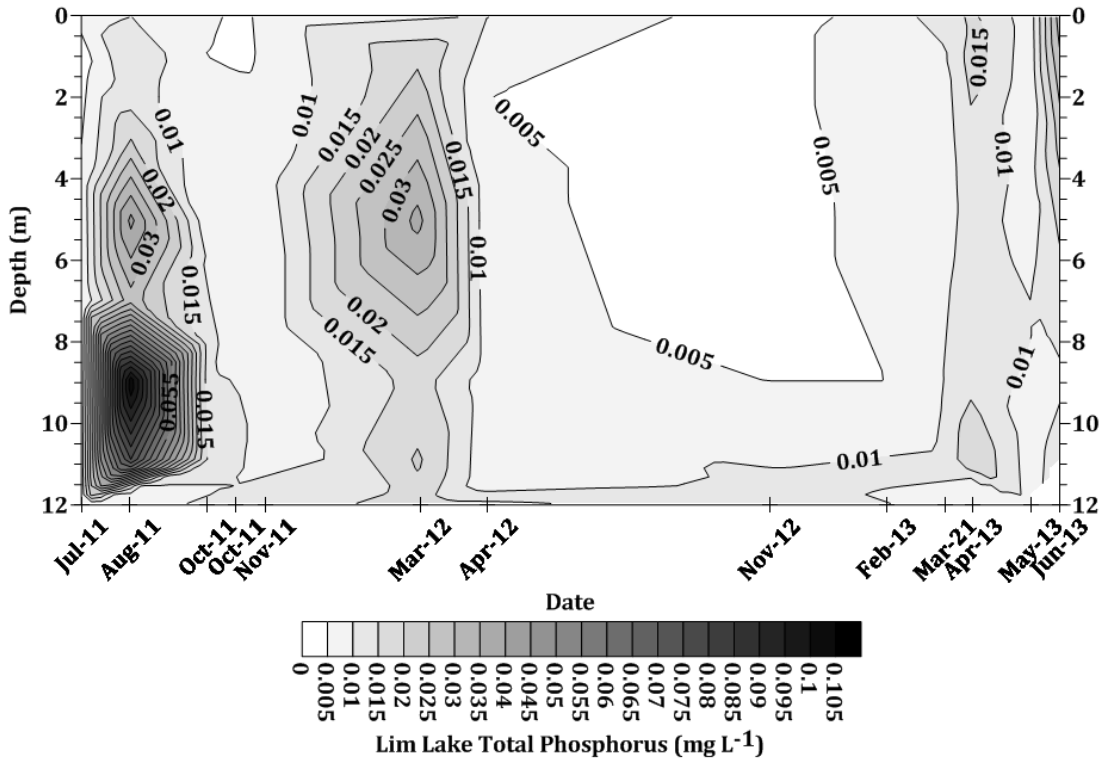 0 0
0.015
2 2
0.01 0.01 0.005
0.015
0.02 0.005 0.01
0.025 0.015
4 4
0.02 0.03
Depth (m)
0.03 0.01
6 6
0.015
0.02
0.015 0.005
8 8
0.01
0.055 0.015
10 10
0.01
12 12
Jul-11 Aug-11 Oct-11 Oct-11 Nov-11 Mar-12 Apr-12 Nov-12 Feb-13 Mar-21 Apr-13 May-13 Jun-13
Date
0 0.005 0.01 0.015 0.02 0.025 0.03 0.035 0.04 0.045 0.05 0.055 0.06 0.065 0.07 0.075 0.08 0.085 0.09 0.095 0.1 0.105
Lim Lake Total Phosphorus (mg L-1)